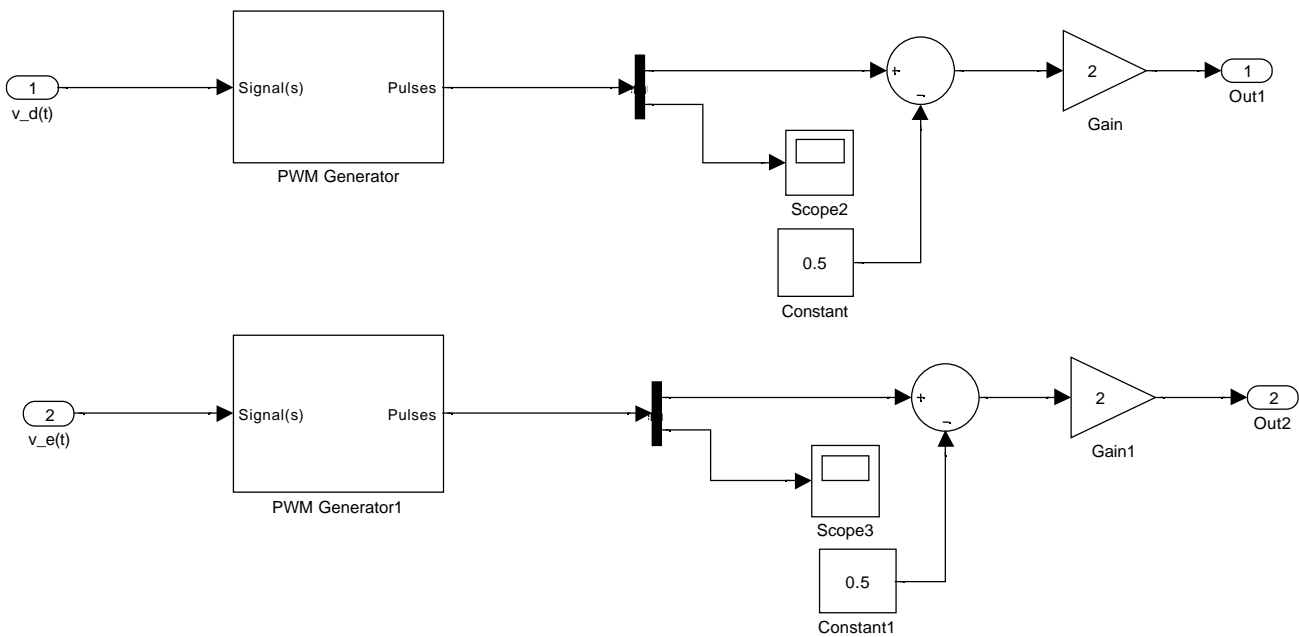 1
v_d(t)
Signal(s) Pulses
PWM Generator
+
–
2
Gain
1
Out1
Scope2
0.5
Constant
2
v_e(t)
Signal(s) Pulses
PWM Generator1
+
–
2
Gain1
2
Out2
Scope3
0.5
Constant1